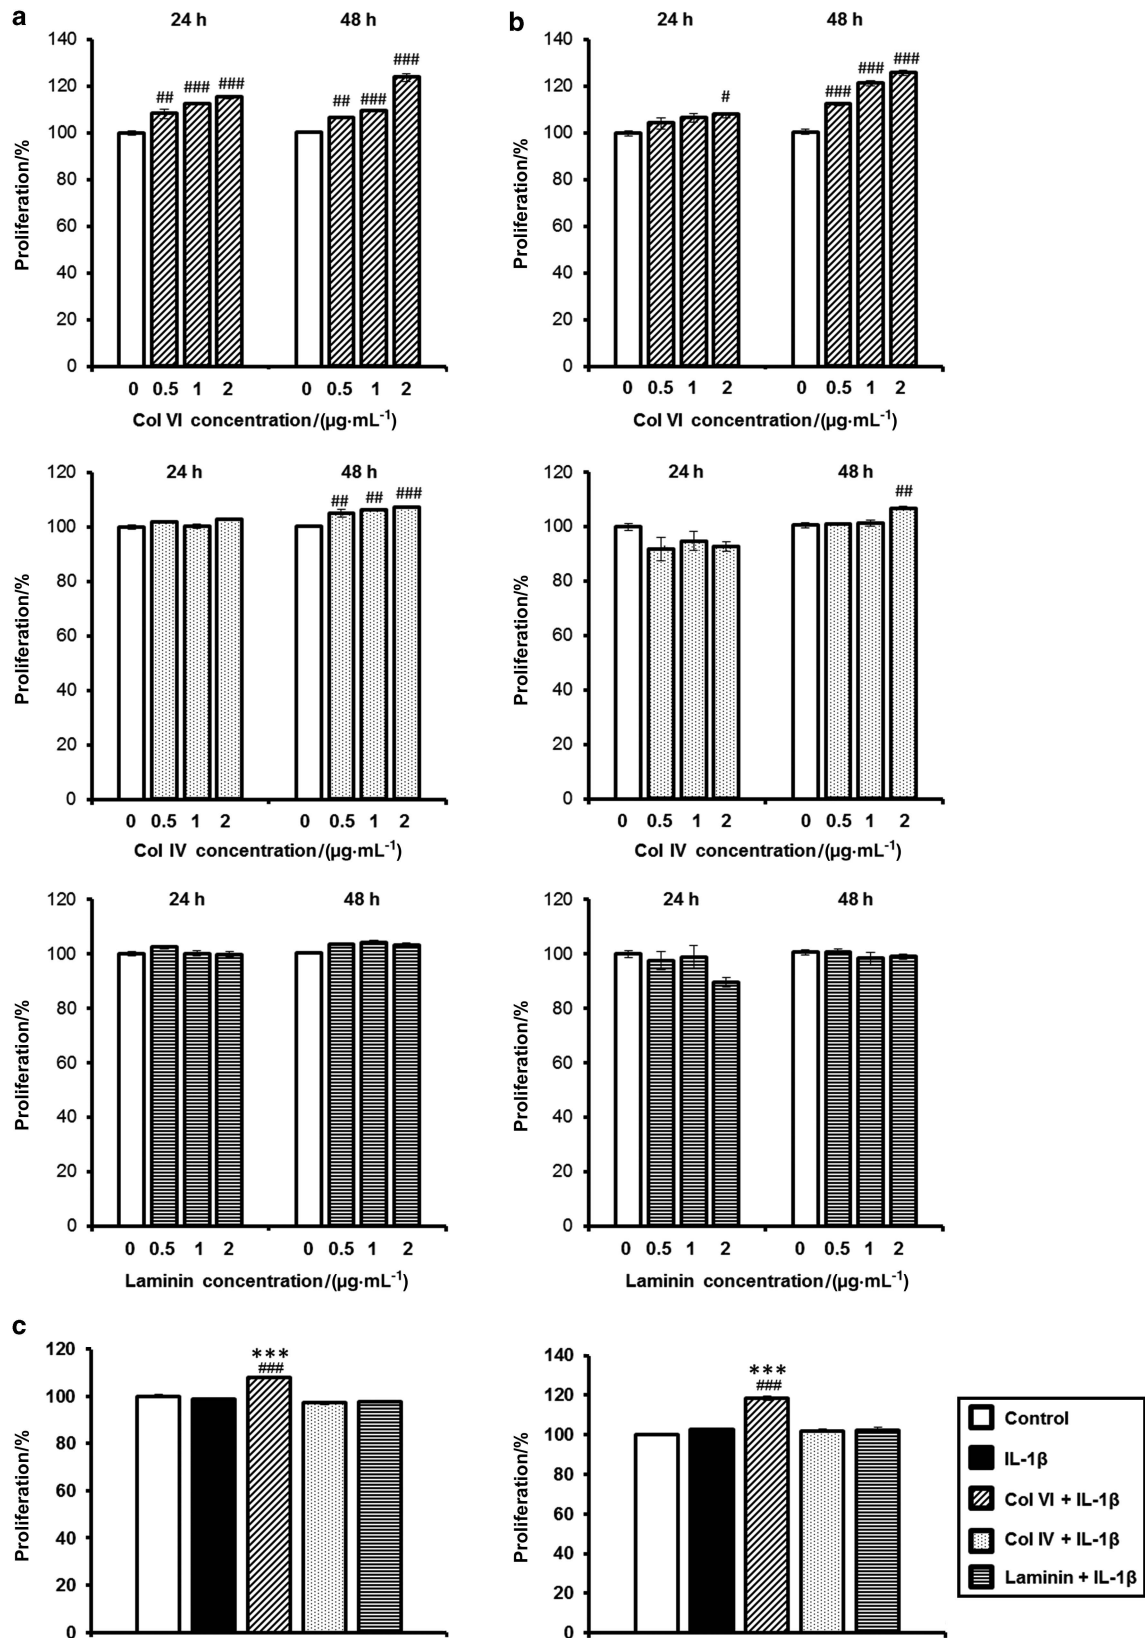 a
24 h 48 h
140
120
100
80
60
40
20
0
Proliferation/%
## ### ### ## ### ###
0 0.5 1 2 0 0.5 1 2
Col VI concentration/(µg·mL-1)
b
24 h 48 h
140
120
100
80
60
40
20
0
Proliferation/%
# ### ### ###
0 0.5 1 2 0 0.5 1 2
Col VI concentration/(µg·mL-1)
24 h 48 h
120
100
80
60
40
20
0
Proliferation/%
## ## ###
0 0.5 1 2 0 0.5 1 2
Col IV concentration/(µg·mL-1)
24 h 48 h
120
100
80
60
40
20
0
Proliferation/%
##
0 0.5 1 2 0 0.5 1 2
Col IV concentration/(µg·mL-1)
24 h 48 h
120
100
80
60
40
20
0
Proliferation/%
0 0.5 1 2 0 0.5 1 2
Laminin concentration/(µg·mL-1)
24 h 48 h
120
100
80
60
40
20
0
Proliferation/%
0 0.5 1 2 0 0.5 1 2
Laminin concentration/(µg·mL-1)
c
120
100
80
60
40
20
0
Proliferation/%
***
###
140
120
100
80
60
40
20
0
Proliferation/%
***
###
Control
IL-1β
Col VI + IL-1β
Col IV + IL-1β
Laminin + IL-1β